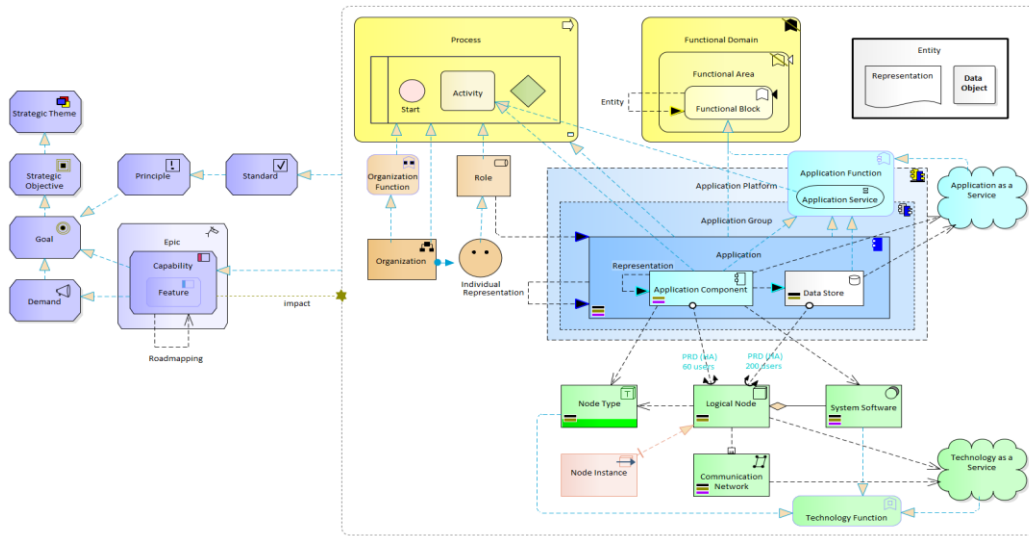 Process
Start
Activity
Functional Domain
Functional Area
Functional Block
Entity
Entity
Representation
Data
Object
Strategic Theme
Strategic
Objective
Principle
Standard
Goal
Demand
Epic
Capability
Feature
Roadmapping
impact
Organization
Function
Role
Organization
Individual
Representation
Application Platform
Application Function
Application Service
Application as a
Service
Application Group
Application
Representation
Application Component
Data Store
PRD (HA)
60 users
PRD (HA)
200 users
Node Type
Logical Node
System Software
Node Instance
Communication
Network
Technology as a
Service
Technology Function